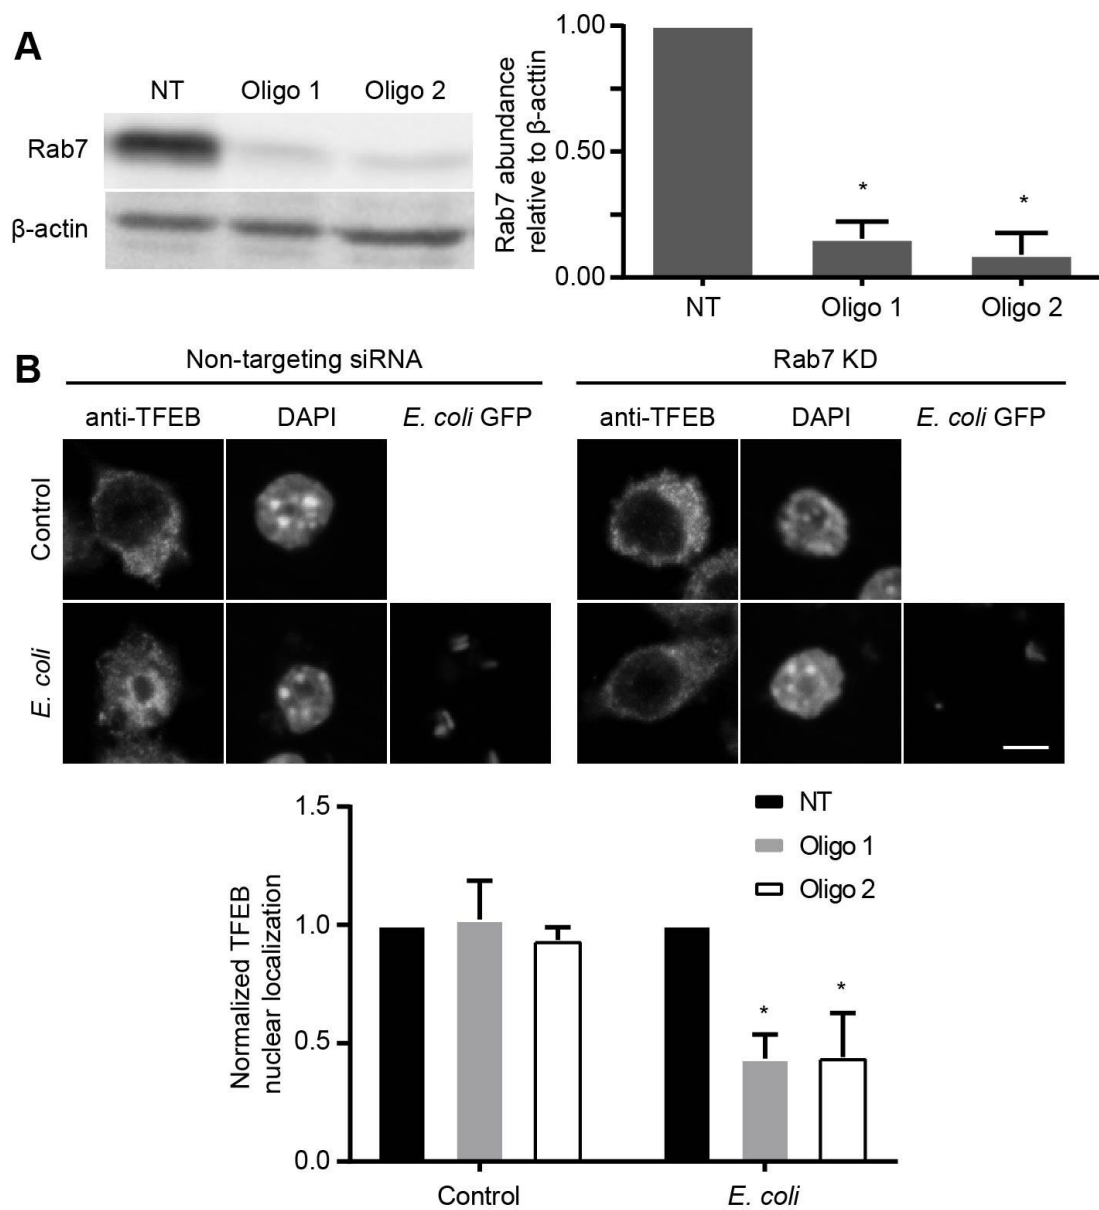 A
NT Oligo 1 Oligo 2
Rab7
β-actin
Rab7 abundance
relative to β-acttin
1.00
0.50
0.00
*
*
NT Oligo 1 Oligo 2
B
Non-targeting siRNA Rab7 KD
anti-TFEB DAPI E. coli GFP anti-TFEB DAPI E. coli GFP
Control
E. coli
Normalized TFEB
nuclear localization
1.5
1.0
0.5
0.0
NT
Oligo 1
Oligo 2
* *
Control E. coli